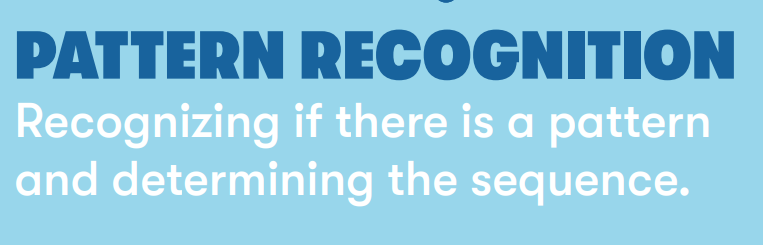 PATTERN RECOGNITION
Recognizing if there is a pattern
and determining the sequence.